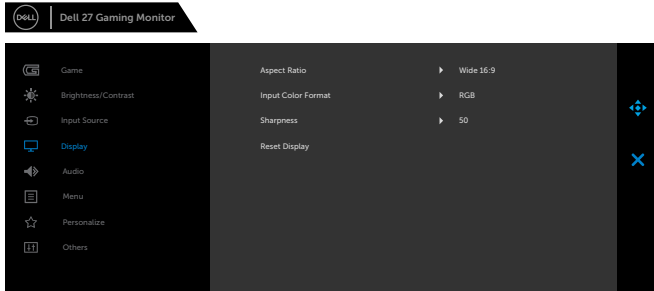 DELL Dell 27 Gaming Monitor
Game Aspect Ratio Wide 16:9
Brightness/Contrast Input Color Format RGB
Input Source Sharpness 50
Display Reset Display
Audio
Menu
Personalize
Others